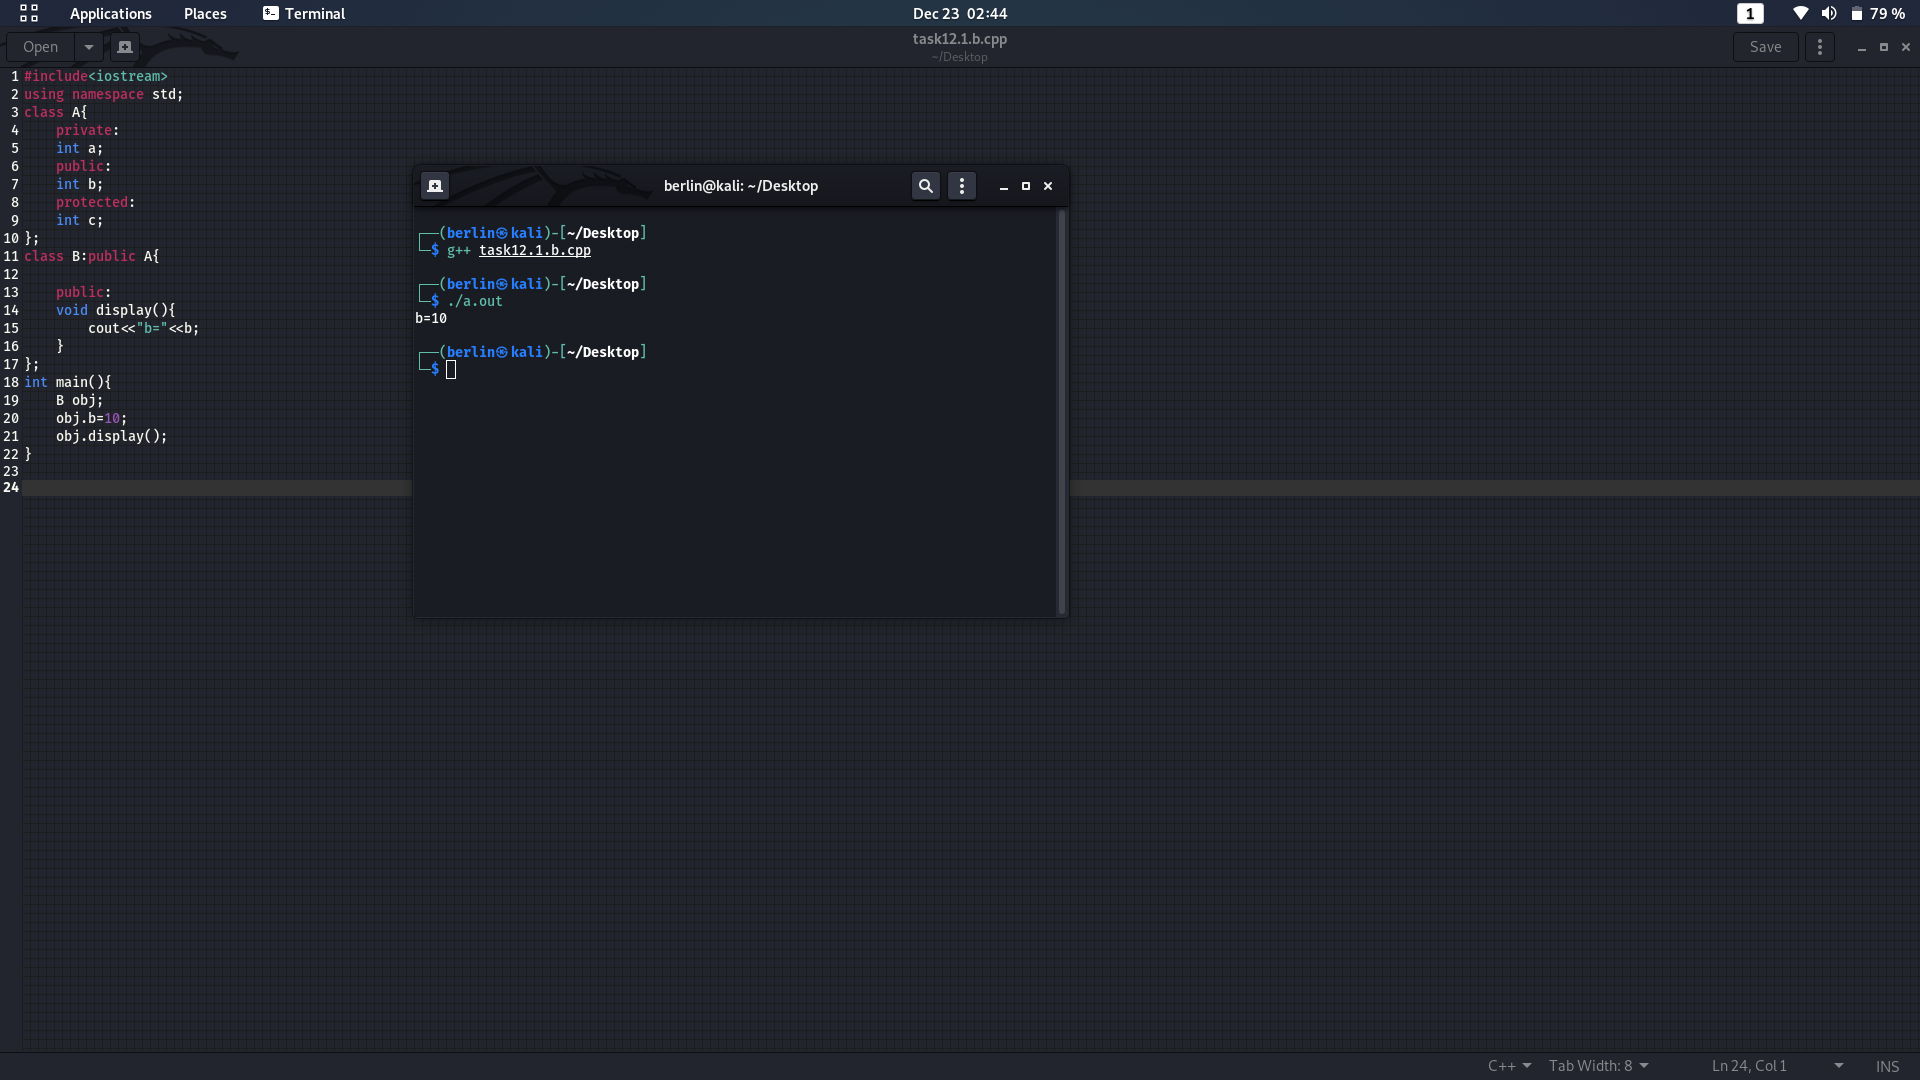 Applications Places Terminal Dec 23 02:44 1 79 %
Open task12.1.b.cpp Save
~/Desktop
1 #include<iostream>
2 using namespace std;
3 class A{
4     private:
5     int a;
6     public:
7     int b;
8     protected:
9     int c;
10 };
11 class B:public A{
12
13     public:
14     void display(){
15         cout<<"b="<<b;
16     }
17 };
18 int main(){
19     B obj;
20     obj.b=10;
21     obj.display();
22 }
23
24
berlin@kali: ~/Desktop
┌──(berlin㉿kali)-[~/Desktop]
└─$ g++ task12.1.b.cpp
┌──(berlin㉿kali)-[~/Desktop]
└─$ ./a.out
b=10
┌──(berlin㉿kali)-[~/Desktop]
└─$
C++ Tab Width: 8 Ln 24, Col 1 INS